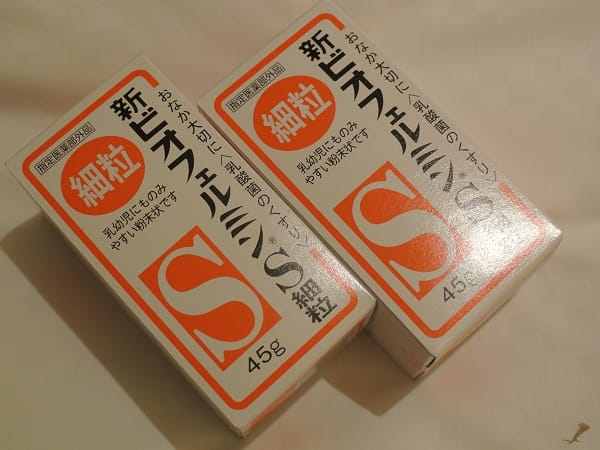 おなか大切に〈乳酸菌のくすり〉
新ビオフェルミンS細粒
指定医薬部外品
細粒
乳幼児にものみ
やすい粉末状です
S
45g
おなか大切に〈乳酸菌のくすり〉
新ビオフェルミン®S
指定医薬部外品
細粒
乳幼児にものみ
やすい粉末状です
S
45g